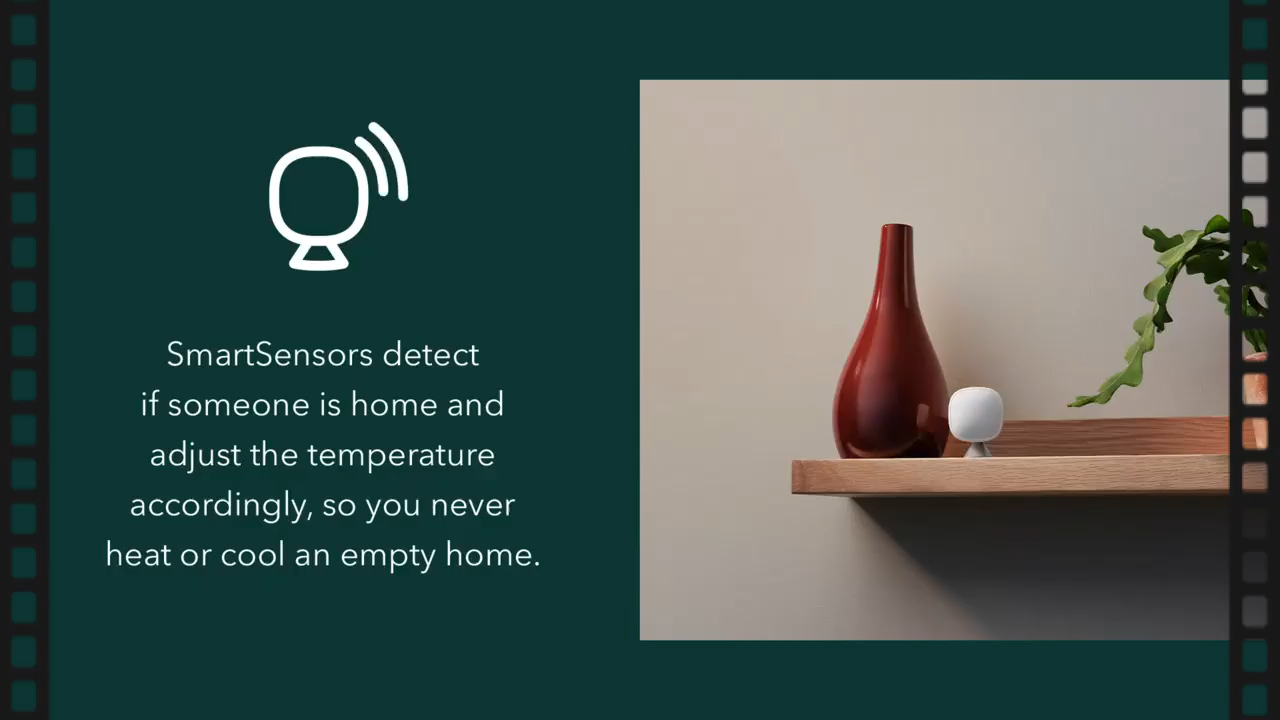 SmartSensors detect
if someone is home and
adjust the temperature
accordingly, so you never
heat or cool an empty home.